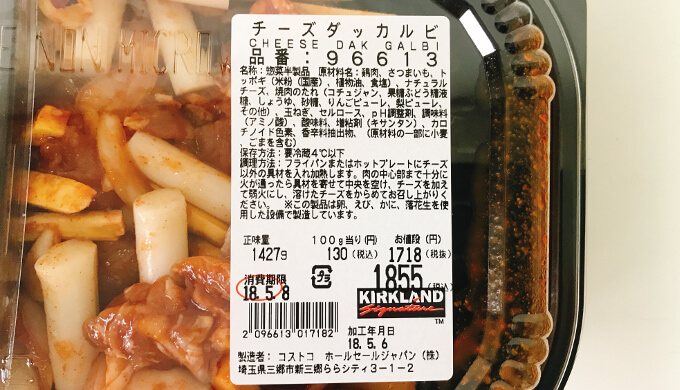 NON MICROW
チーズダッカルビ
CHEESE DAK GALBI
品番:96613
名称:惣菜半製品 原材料名:鶏肉、さつまいも、ト
ッポギ(米粉(国産)、植物油、食塩)、ナチュラル
チーズ、焼肉のたれ(コチュジャン、果糖ぶどう糖液
糖、しょうゆ、砂糖、りんごピューレ、梨ピューレ、
その他)、玉ねぎ、セルロース、pH調整剤、調味料
(アミノ酸)、酸味料、増粘剤(キサンタン)、カロ
チノイド色素、香辛料抽出物、(原材料の一部に小麦
、ごまを含む)
保存方法:要冷蔵4℃以下
調理方法:フライパンまたはホットプレートにチーズ
以外の具材を入れ加熱します。肉の中心部まで十分に
火が通ったら具材を寄せて中央を空け、チーズを加え
て弱火にし、溶けたチーズをからめてお召し上がりく
ださい。 ※この製品は卵、えび、かに、落花生を使
用した設備で製造しています。
正味量 100g当り(円) お値段(円)
1427g 130(税込) 1718(税抜)
消費期限 プラ 1855(税込)
18.5.8
KIRKLAND
Signature
TM
2 096613 017182
加工年月日
18.5.6
製造者:コストコ ホールセールジャパン(株)
埼玉県三郷市新三郷ららシティ3-1-2